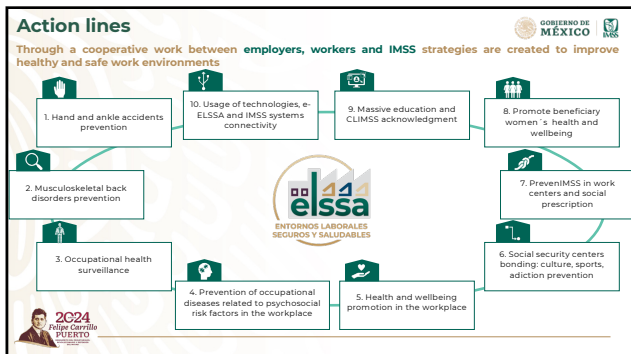 Action lines
GOBIERNO DE
MÉXICO
IMSS
Through a cooperative work between employers, workers and IMSS strategies are created to improve
healthy and safe work environments
1. Hand and ankle accidents
prevention
10. Usage of technologies, e-
ELSSA and IMSS systems
connectivity
9. Massive education and
CLIMSS acknowledgment
8. Promote beneficiary
women´s health and
wellbeing
2. Musculoskeletal back
disorders prevention
elssa
ENTORNOS LABORALES
SEGUROS Y SALUDABLES
7. PrevenIMSS in work
centers and social
prescription
3. Occupational health
surveillance
6. Social security centers
bonding: culture, sports,
adiction prevention
4. Prevention of occupational
diseases related to psychosocial
risk factors in the workplace
5. Health and wellbeing
promotion in the workplace
2024
Felipe Carrillo
PUERTO